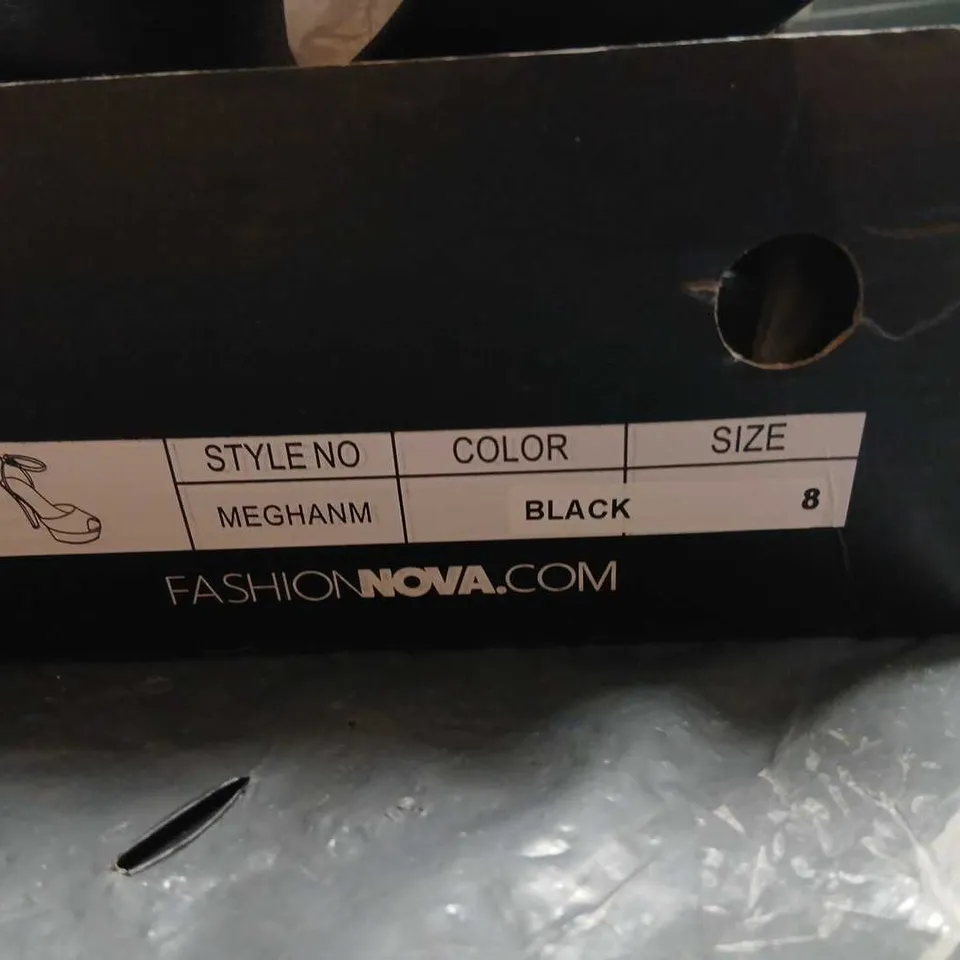 STYLE NO COLOR SIZE
MEGHANM BLACK 8
FASHIONNOVA.COM